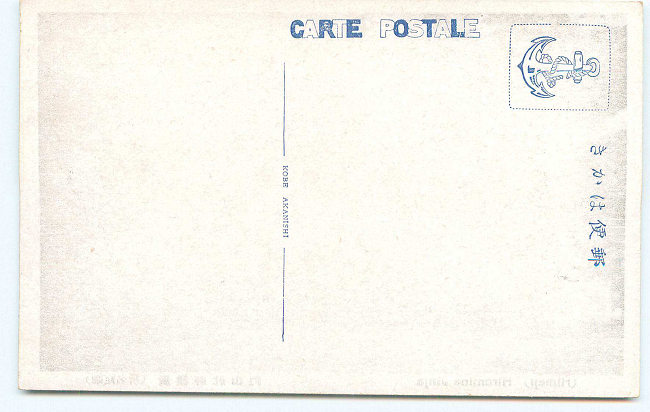 CARTE POSTALE
郵便はかき
KOBE AKANISHI